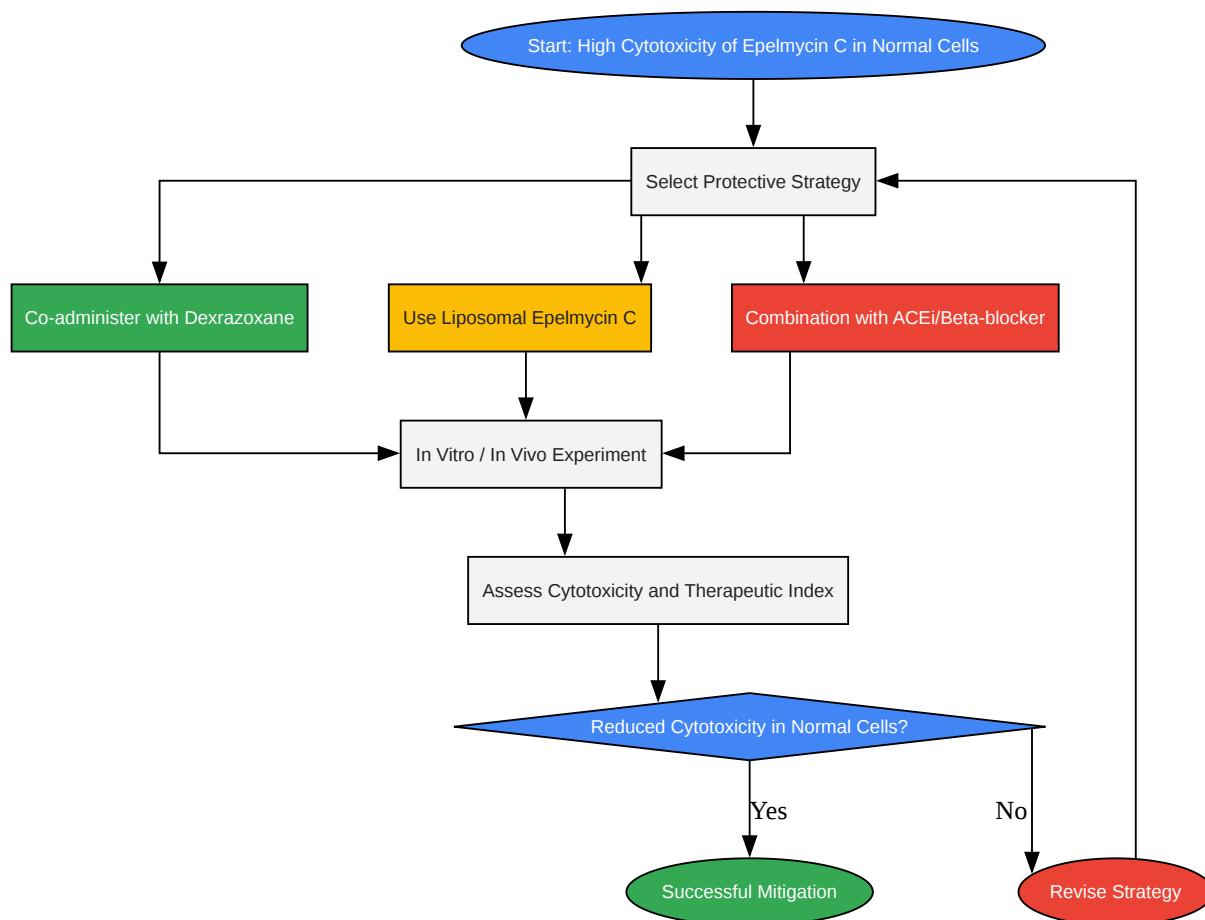 Start: High Cytotoxicity of Epelmycin C in Normal Cells
Select Protective Strategy
Co-administer with Dexrazoxane
Use Liposomal Epelmycin C
Combination with ACEi/Beta-blocker
In Vitro / In Vivo Experiment
Assess Cytotoxicity and Therapeutic Index
Reduced Cytotoxicity in Normal Cells?
Yes
No
Successful Mitigation
Revise Strategy